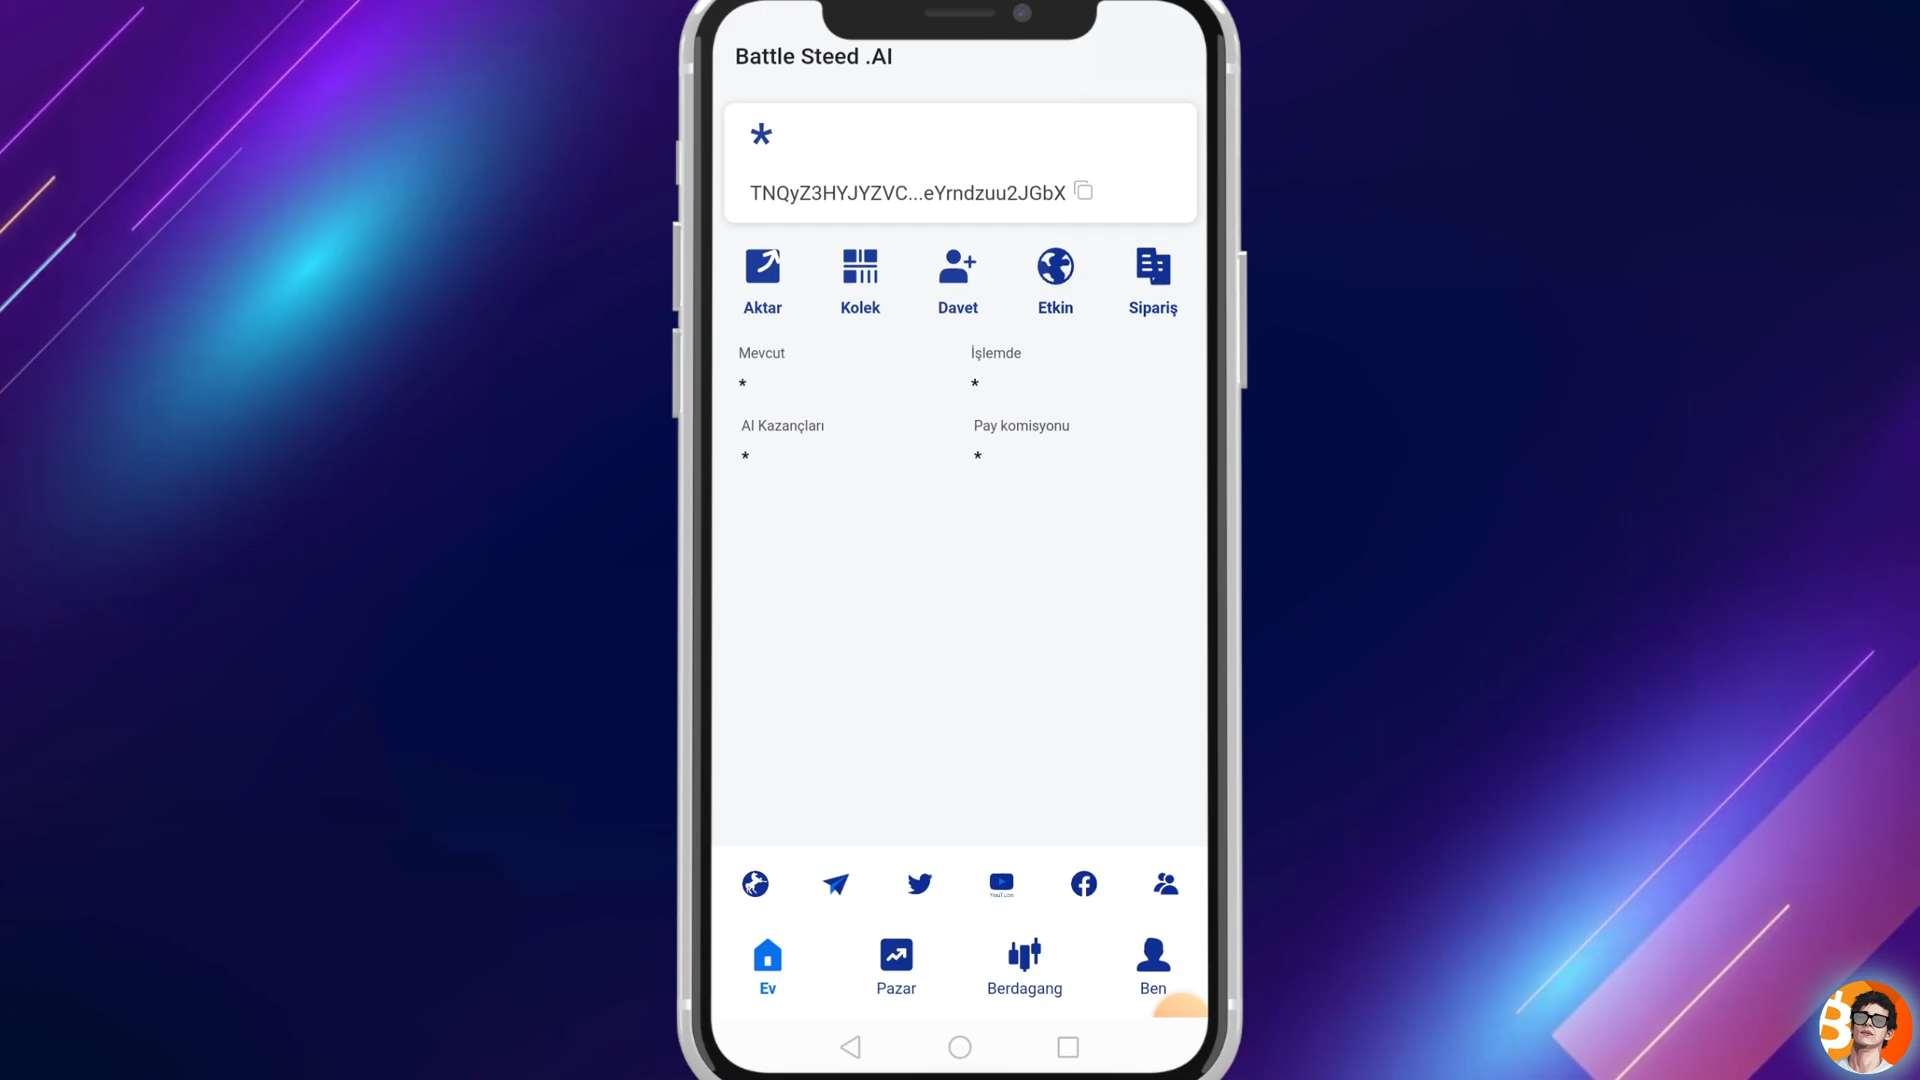 Battle Steed .AI
*
TNQyZ3HYJYZVC...eYrndzuu2JGbX
Aktar Kolek Davet Etkin Sipariş
Mevcut İşlemde
* *
AI Kazançları Pay komisyonu
* *
YouTube
Ev Pazar Berdagang Ben